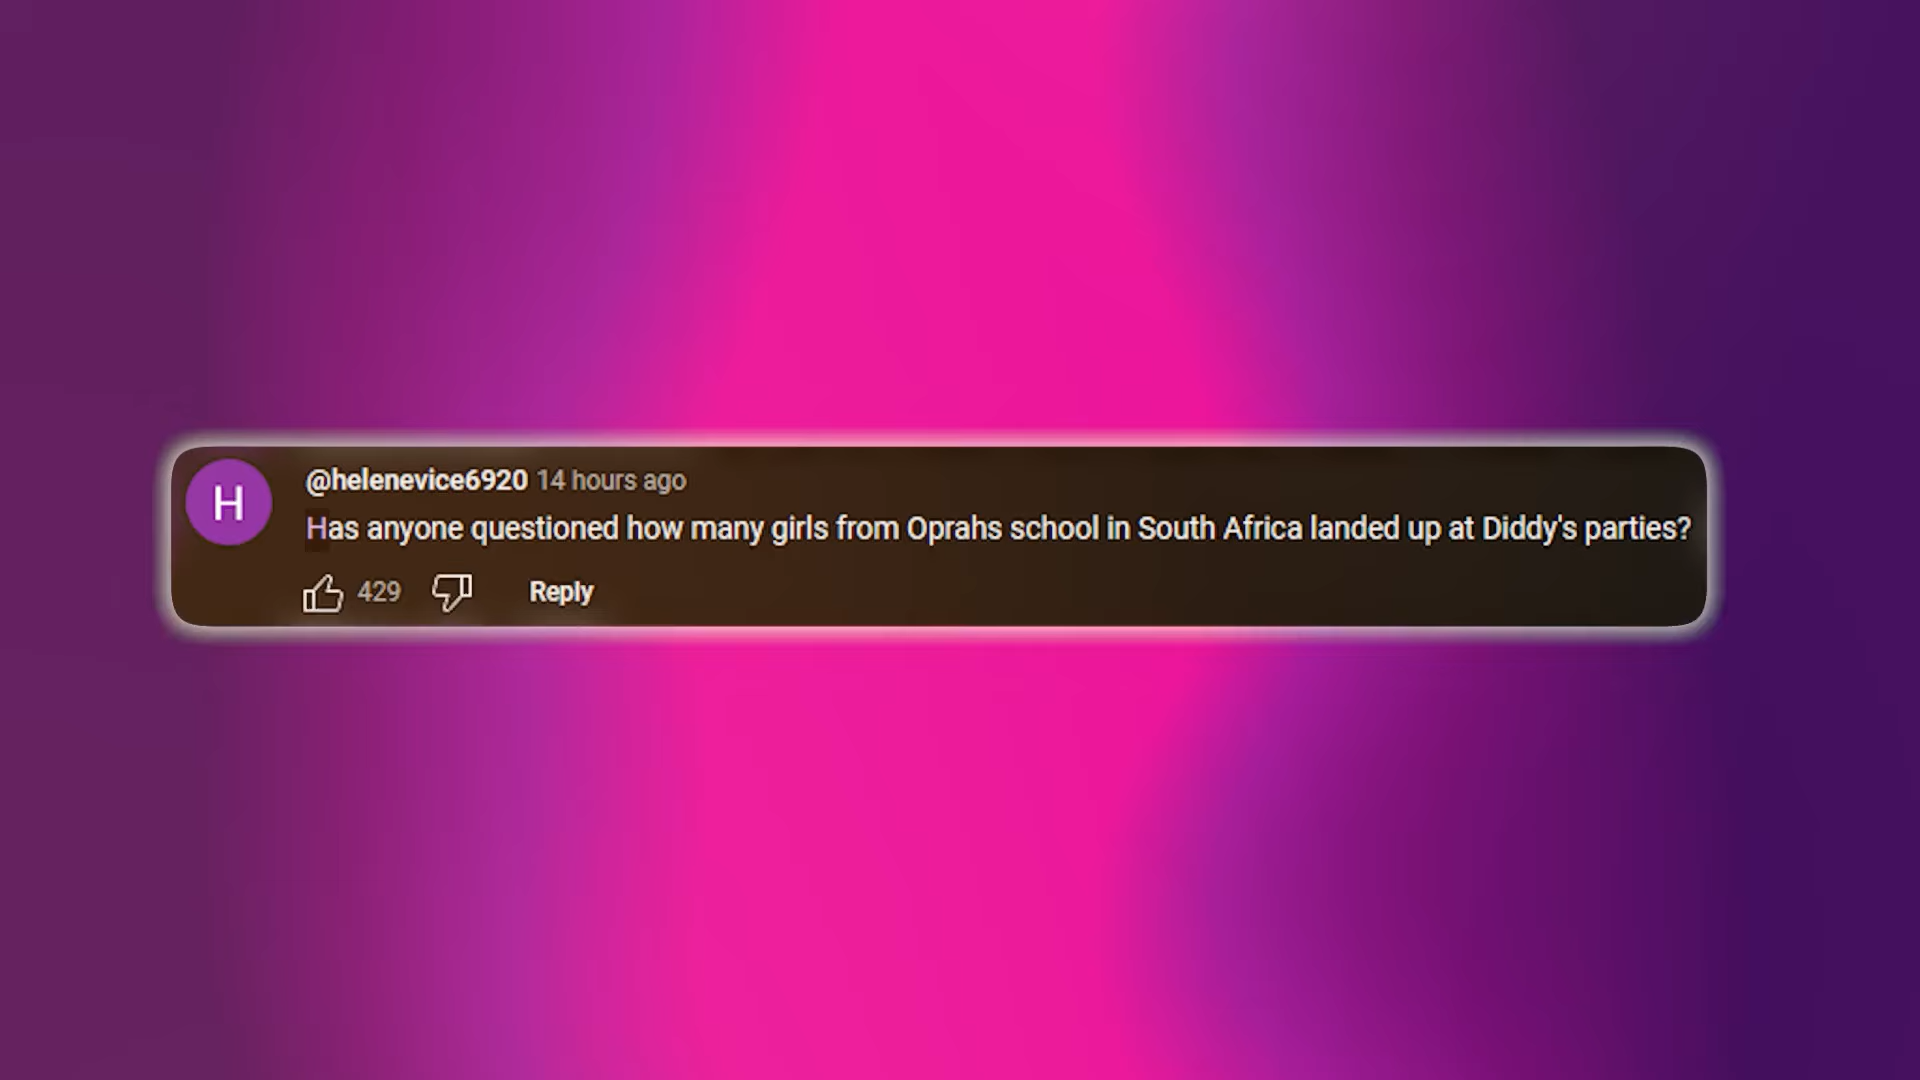 H
@helenevice6920 14 hours ago
Has anyone questioned how many girls from Oprahs school in South Africa landed up at Diddy's parties?
429 Reply